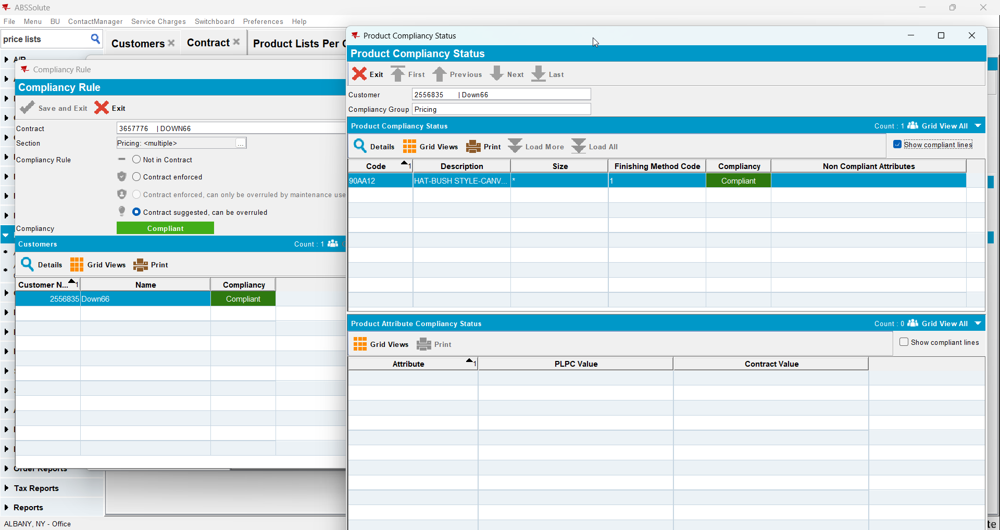 ABSSolute
File Menu BU ContactManager Service Charges Switchboard Preferences Help
price lists
Customers
Contract
Product Lists Per
A/R
Compliancy Rule
Compliancy Rule
Save and Exit Exit
Contract 3657776 | DOWN66
Section Pricing: <multiple> ...
Compliancy Rule Not in Contract
Contract enforced
Contract enforced, can only be overruled by maintenance use
Contract suggested, can be overruled
Compliancy Compliant
Customers Count : 1
Details Grid Views Print
Customer N... 1 Name Compliancy
2556835 Down66 Compliant
Order Reports
Tax Reports
Reports
ALBANY, NY - Office
Product Compliancy Status
Product Compliancy Status
Exit First Previous Next Last
Customer 2556835 | Down66
Compliancy Group Pricing
Product Compliancy Status Count : 1 Grid View All
Details Grid Views Print Load More Load All Show compliant lines
Code 1 Description Size Finishing Method Code Compliancy Non Compliant Attributes
90AA12 HAT-BUSH STYLE-CANV... * 1 Compliant
Product Attribute Compliancy Status Count : 0 Grid View All
Grid Views Print Show compliant lines
Attribute 1 PLPC Value Contract Value
te